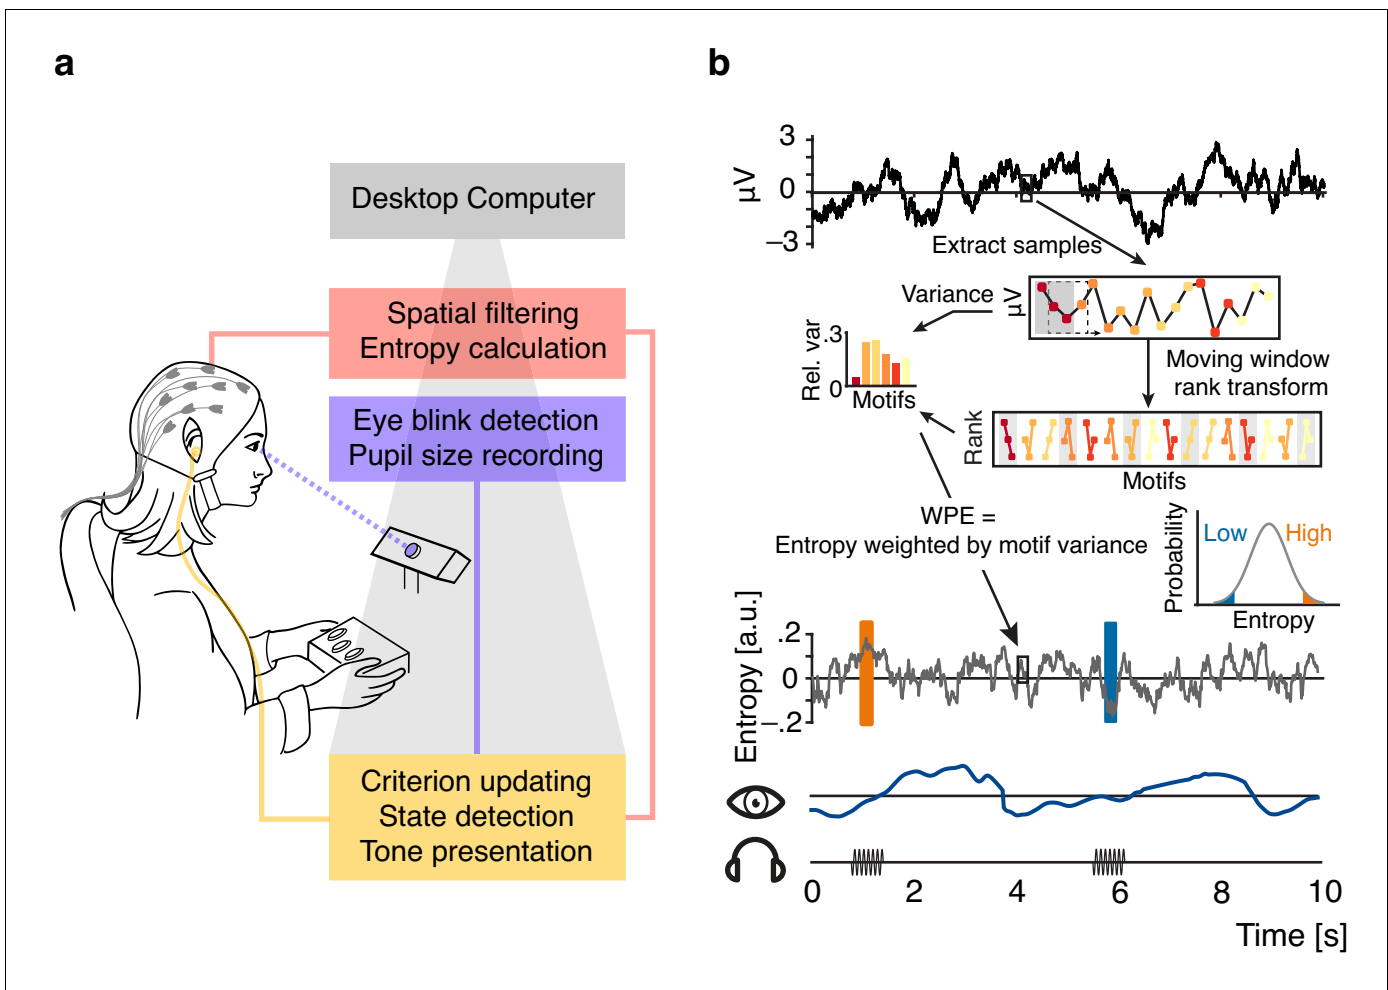 a
Desktop Computer
Spatial filtering
Entropy calculation
Eye blink detection
Pupil size recording
Criterion updating
State detection
Tone presentation
b
3
0
−3
µV
Extract samples
Variance
µV
.3
0
Rel. var
Motifs
Moving window
rank transform
Rank
Motifs
WPE =
Entropy weighted by motif variance
Probability
Low
High
Entropy
Entropy [a.u.]
.2
0
−.2
0 2 4 6 8 10
Time [s]